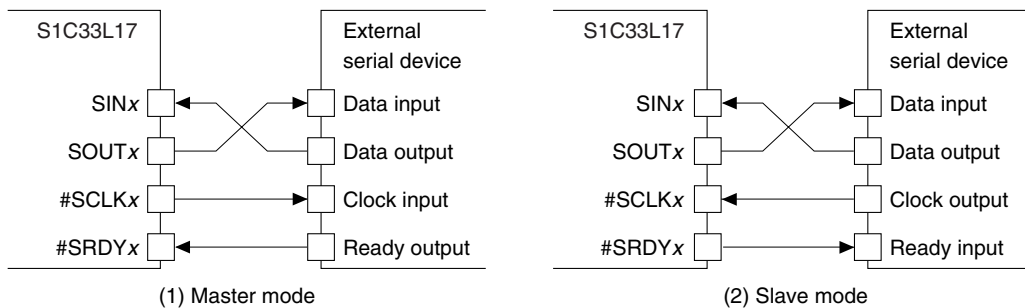 S1C33L17
External
serial device
SINx
Data input
SOUTx
Data output
#SCLKx
Clock input
#SRDYx
Ready output
(1) Master mode
S1C33L17
External
serial device
SINx
Data input
SOUTx
Data output
#SCLKx
Clock output
#SRDYx
Ready input
(2) Slave mode